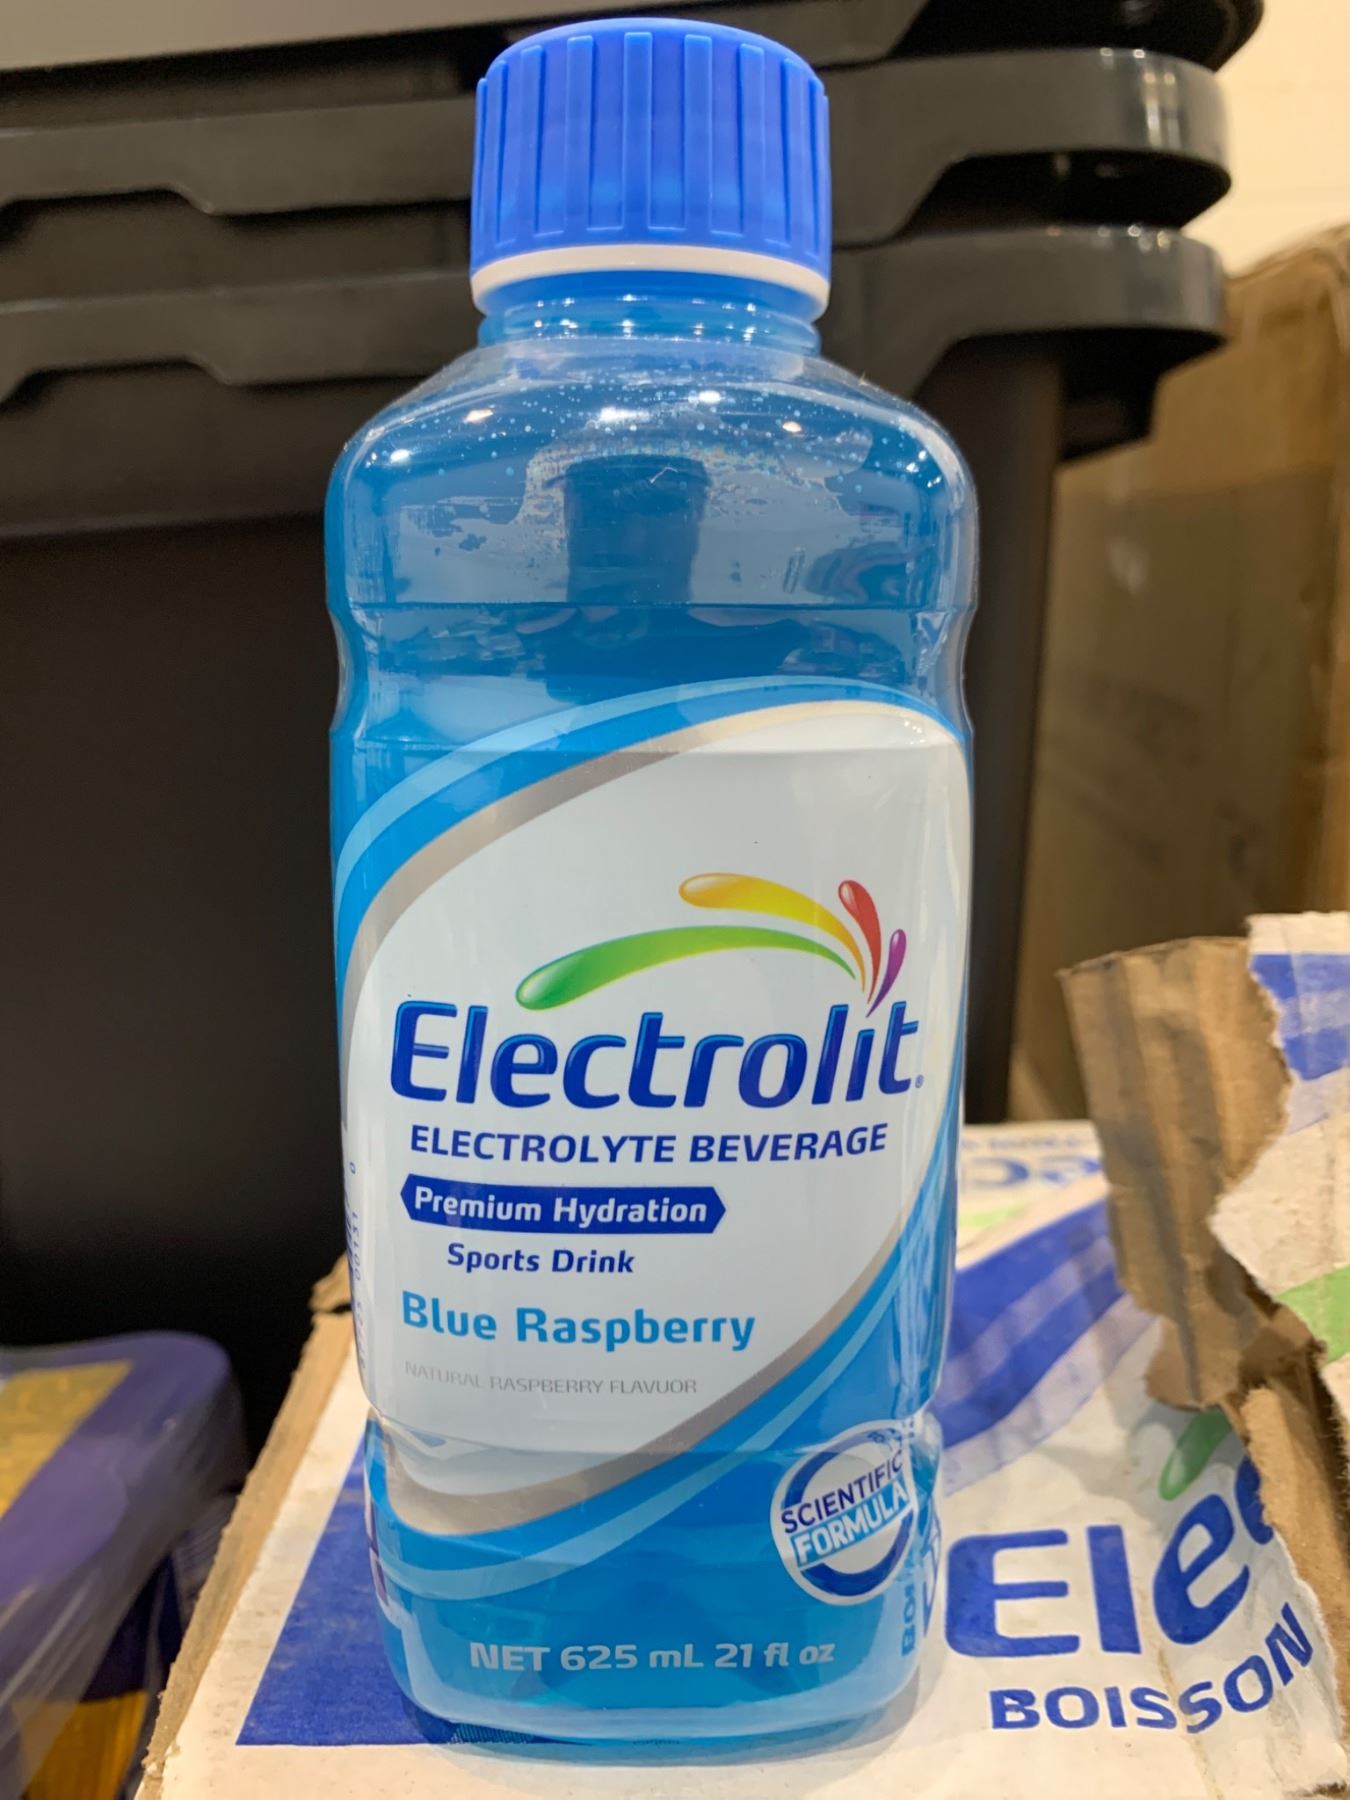 Electrolit®
ELECTROLYTE BEVERAGE
Premium Hydration
Sports Drink
Blue Raspberry
NATURAL RASPBERRY FLAVUOR
SCIENTIFIC
FORMULA
NET 625 mL 21 fl oz
Ele
BOISSON